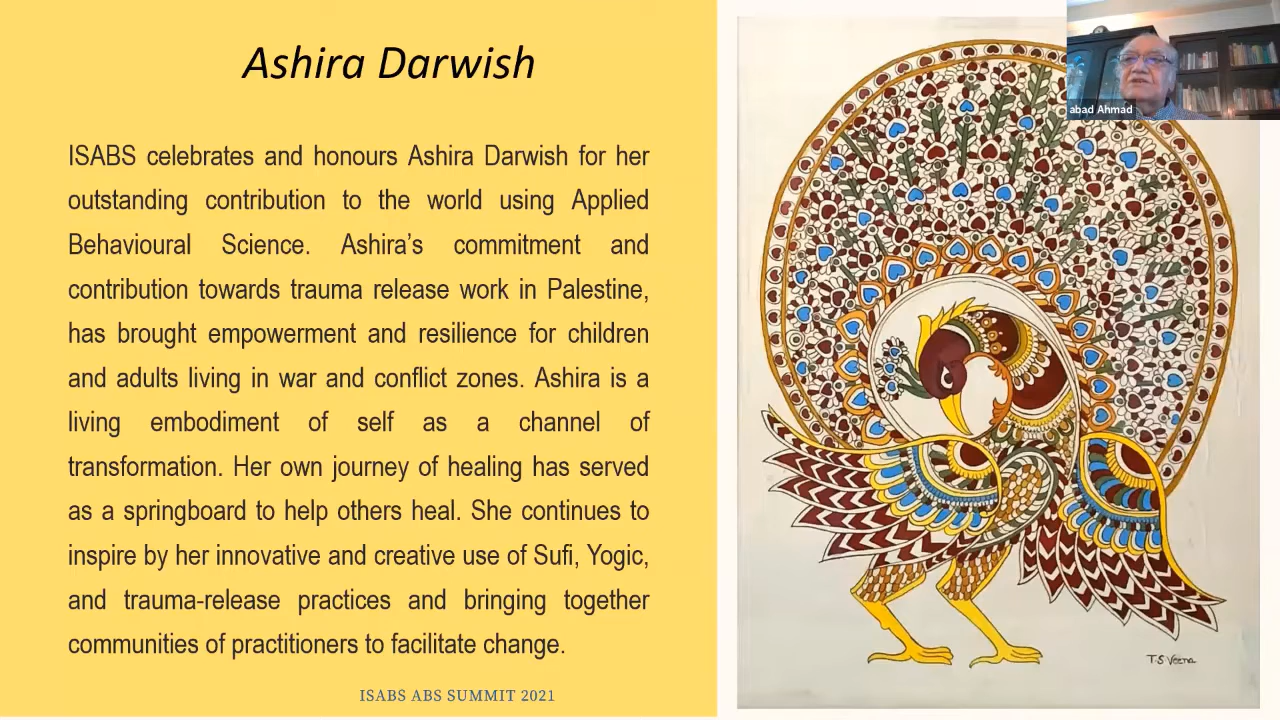 Ashira Darwish
ISABS celebrates and honours Ashira Darwish for her
outstanding contribution to the world using Applied
Behavioural Science. Ashira’s commitment and
contribution towards trauma release work in Palestine,
has brought empowerment and resilience for children
and adults living in war and conflict zones. Ashira is a
living embodiment of self as a channel of
transformation. Her own journey of healing has served
as a springboard to help others heal. She continues to
inspire by her innovative and creative use of Sufi, Yogic,
and trauma-release practices and bringing together
communities of practitioners to facilitate change.
ISABS ABS SUMMIT 2021
abad Ahmad
T.S Veena